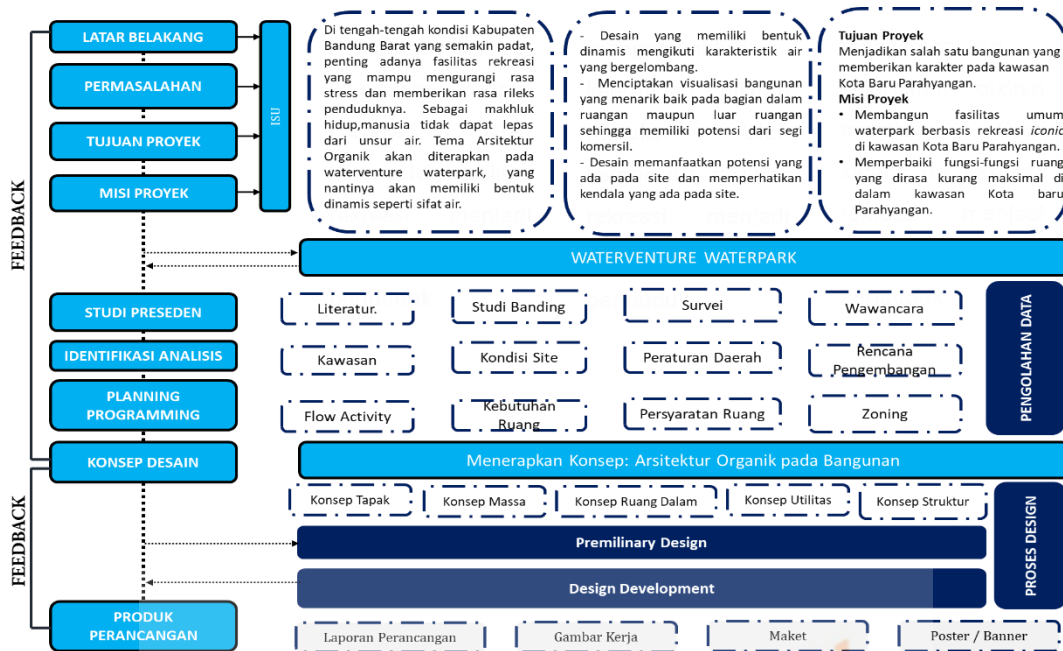 LATAR BELAKANG
PERMASALAHAN
TUJUAN PROYEK
MISI PROYEK
ISU
Di tengah-tengah kondisi Kabupaten
Bandung Barat yang semakin padat,
penting adanya fasilitas rekreasi
yang mampu mengurangi rasa
stress dan memberikan rasa rileks
penduduknya. Sebagai makhluk
hidup,manusia tidak dapat lepas
dari unsur air. Tema Arsitektur
Organik akan diterapkan pada
waterventure waterpark, yang
nantinya akan memiliki bentuk
dinamis seperti sifat air.
- Desain yang memiliki bentuk
dinamis mengikuti karakteristik air
yang bergelombang.
- Menciptakan visualisasi bangunan
yang menarik baik pada bagian dalam
ruangan maupun luar ruangan
sehingga memiliki potensi dari segi
komersil.
- Desain memanfaatkan potensi yang
ada pada site dan memperhatikan
kendala yang ada pada site.
Tujuan Proyek
Menjadikan salah satu bangunan yang
memberikan karakter pada kawasan
Kota Baru Parahyangan.
Misi Proyek
• Membangun fasilitas umum
waterpark berbasis rekreasi iconic
di kawasan Kota Baru Parahyangan.
• Memperbaiki fungsi-fungsi ruang
yang dirasa kurang maksimal di
dalam kawasan Kota baru
Parahyangan.
FEEDBACK
WATERVENTURE WATERPARK
STUDI PRESEDEN
Literatur.
Studi Banding
Survei
Wawancara
IDENTIFIKASI ANALISIS
Kawasan
Kondisi Site
Peraturan Daerah
Rencana
Pengembangan
PLANNING
PROGRAMMING
Flow Activity
Kebutuhan
Ruang
Persyaratan Ruang
Zoning
PENGOLAHAN DATA
KONSEP DESAIN
Menerapkan Konsep: Arsitektur Organik pada Bangunan
Konsep Tapak
Konsep Massa
Konsep Ruang Dalam
Konsep Utilitas
Konsep Struktur
FEEDBACK
Premilinary Design
Design Development
PROSES DESIGN
PRODUK
PERANCANGAN
Laporan Perancangan
Gambar Kerja
Maket
Poster / Banner